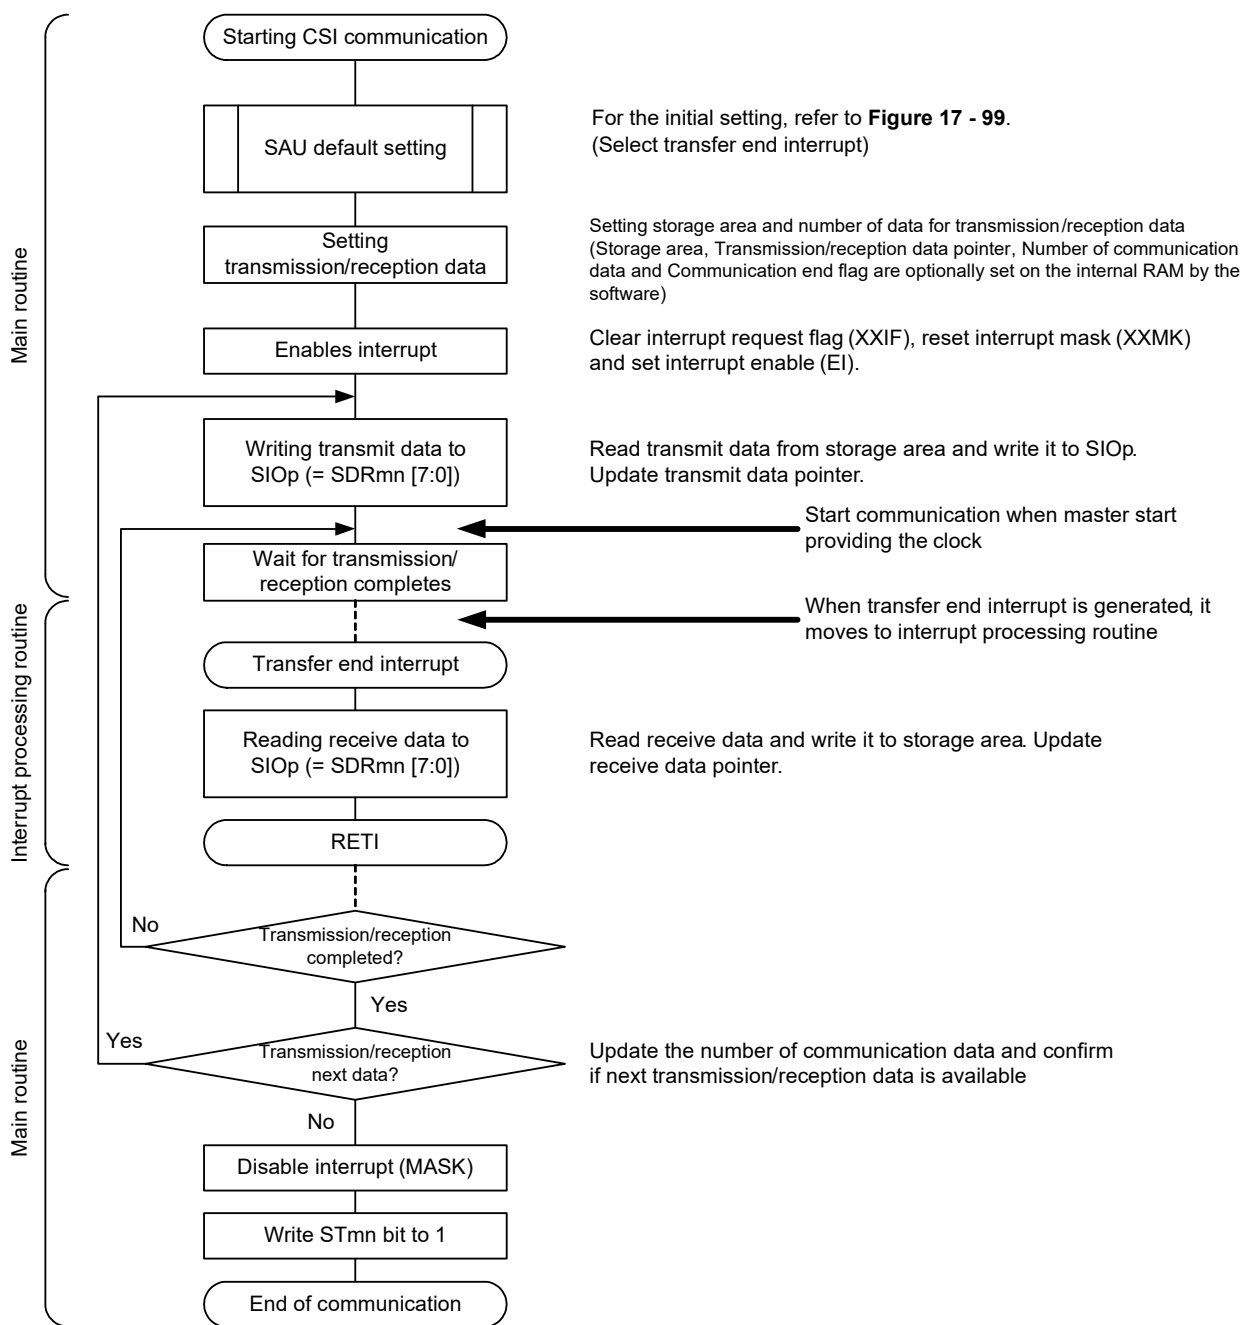 Starting CSI communication
SAU default setting
For the initial setting, refer to Figure 17 - 99.
(Select transfer end interrupt)
Setting
transmission/reception data
Setting storage area and number of data for transmission/reception data
(Storage area, Transmission/reception data pointer, Number of communication
data and Communication end flag are optionally set on the internal RAM by the
software)
Main routine
Enables interrupt
Clear interrupt request flag (XXIF), reset interrupt mask (XXMK)
and set interrupt enable (EI).
Writing transmit data to
SIOp (= SDRmn [7:0])
Read transmit data from storage area and write it to SIOp.
Update transmit data pointer.
Start communication when master start
providing the clock
Wait for transmission/
reception completes
When transfer end interrupt is generated, it
moves to interrupt processing routine
Interrupt processing routine
Transfer end interrupt
Reading receive data to
SIOp (= SDRmn [7:0])
Read receive data and write it to storage area. Update
receive data pointer.
RETI
No
Transmission/reception
completed?
Yes
Main routine
Yes
Transmission/reception
next data?
Update the number of communication data and confirm
if next transmission/reception data is available
No
Disable interrupt (MASK)
Write STmn bit to 1
End of communication